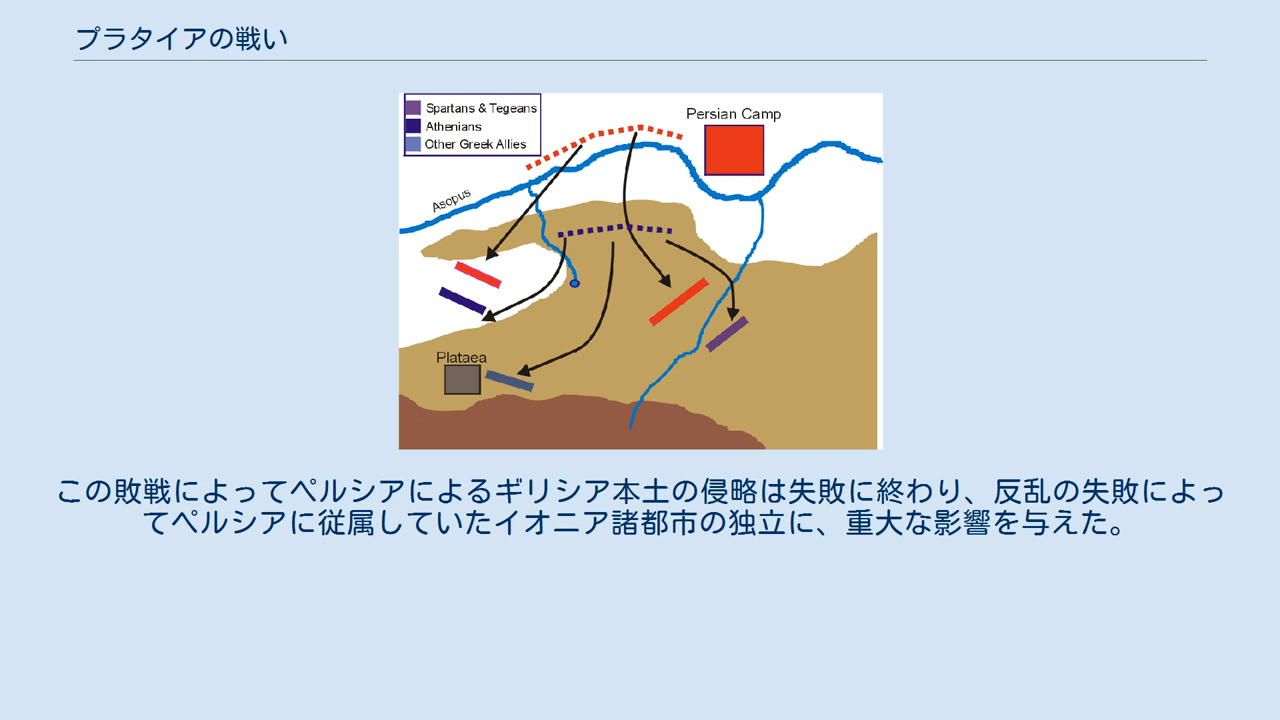 プラタイアの戦い
Spartans & Tegeans
Athenians
Other Greek Allies
Persian Camp
Asopus
Plataea
この敗戦によってペルシアによるギリシア本土の侵略は失敗に終わり、反乱の失敗によっ
てペルシアに従属していたイオニア諸都市の独立に、重大な影響を与えた。